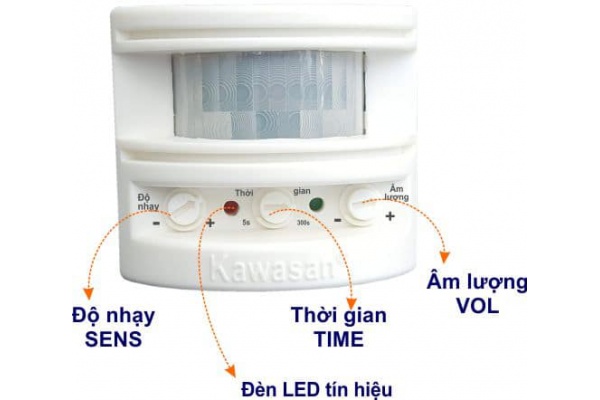 Độ
nhạy
Thời
gian
Âm
lượng
- +
5s
300s
- +
Kawasan
Độ nhạy
SENS
Thời gian
TIME
Âm lượng
VOL
Đèn LED tín hiệu